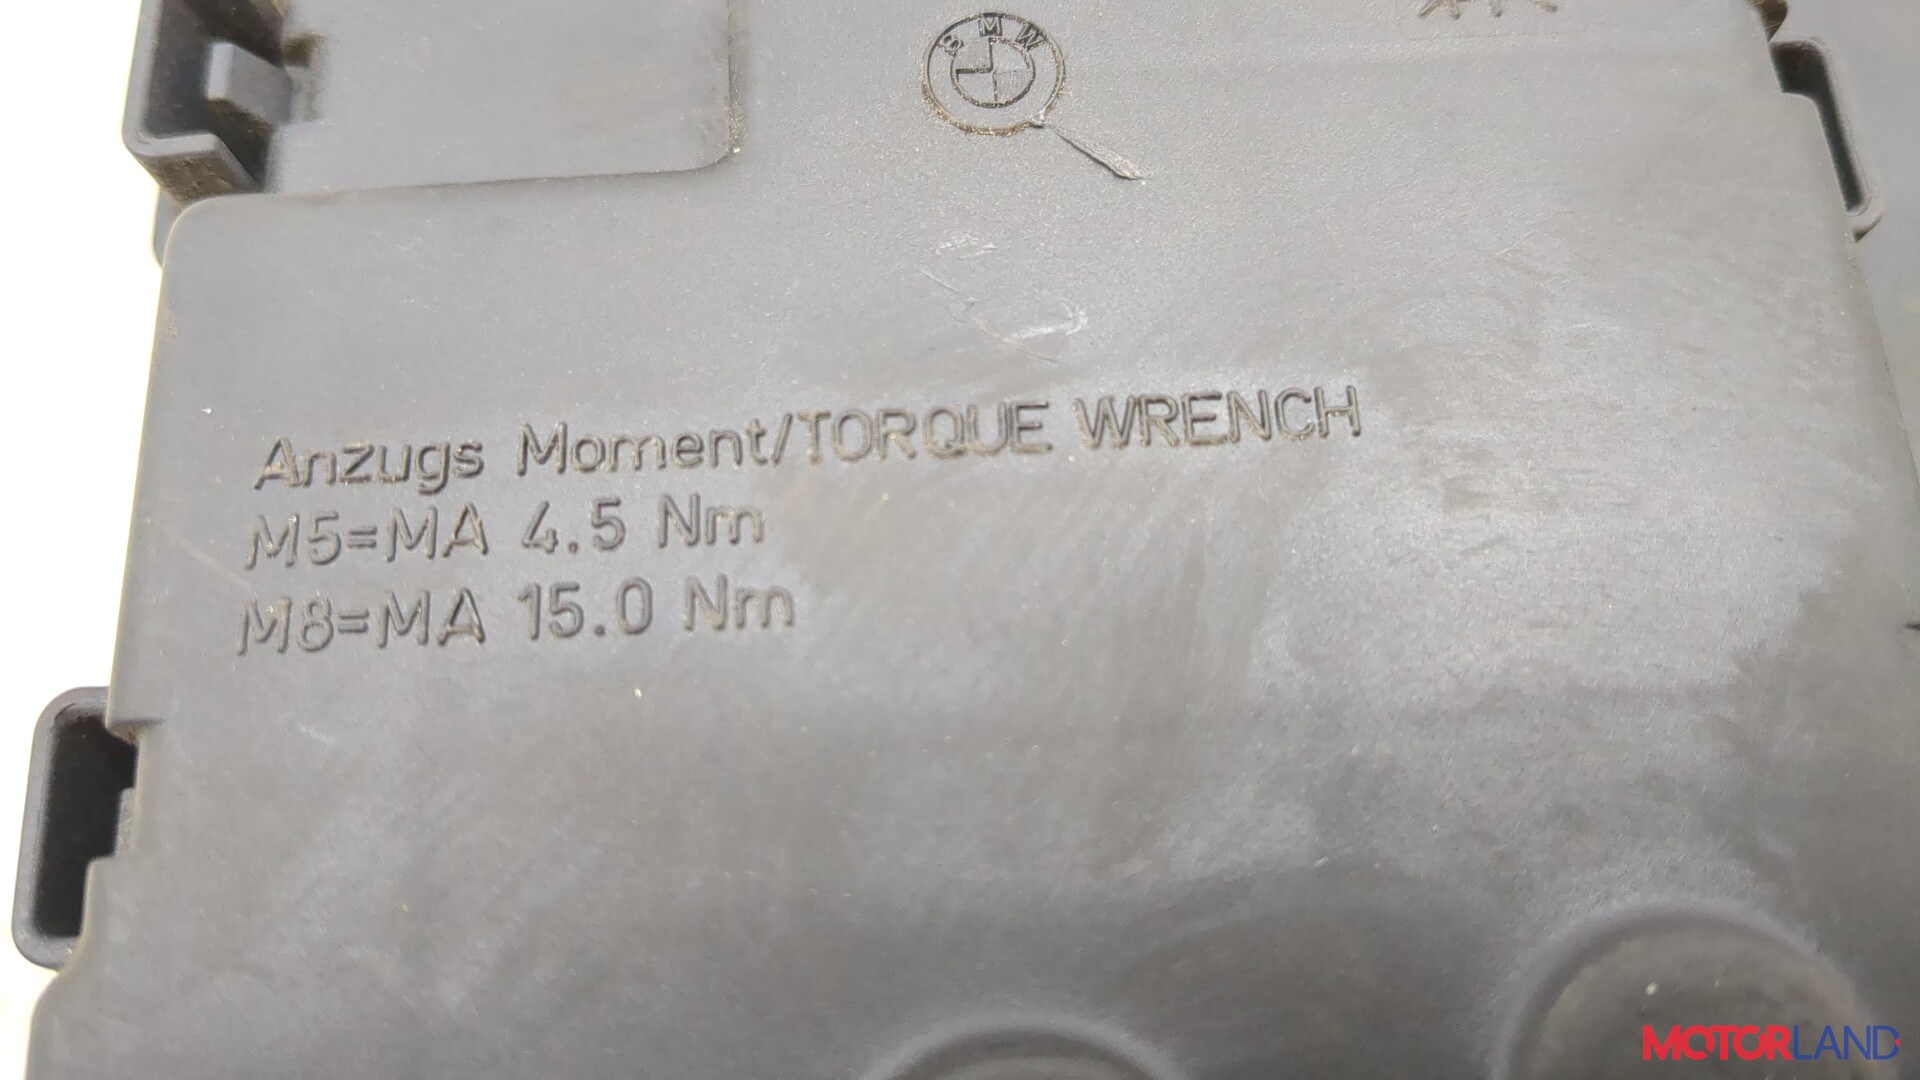 BMW
Anzugs Moment/TORQUE WRENCH
M5=MA 4.5 Nm
M8=MA 15.0 Nm
MOTORLAND